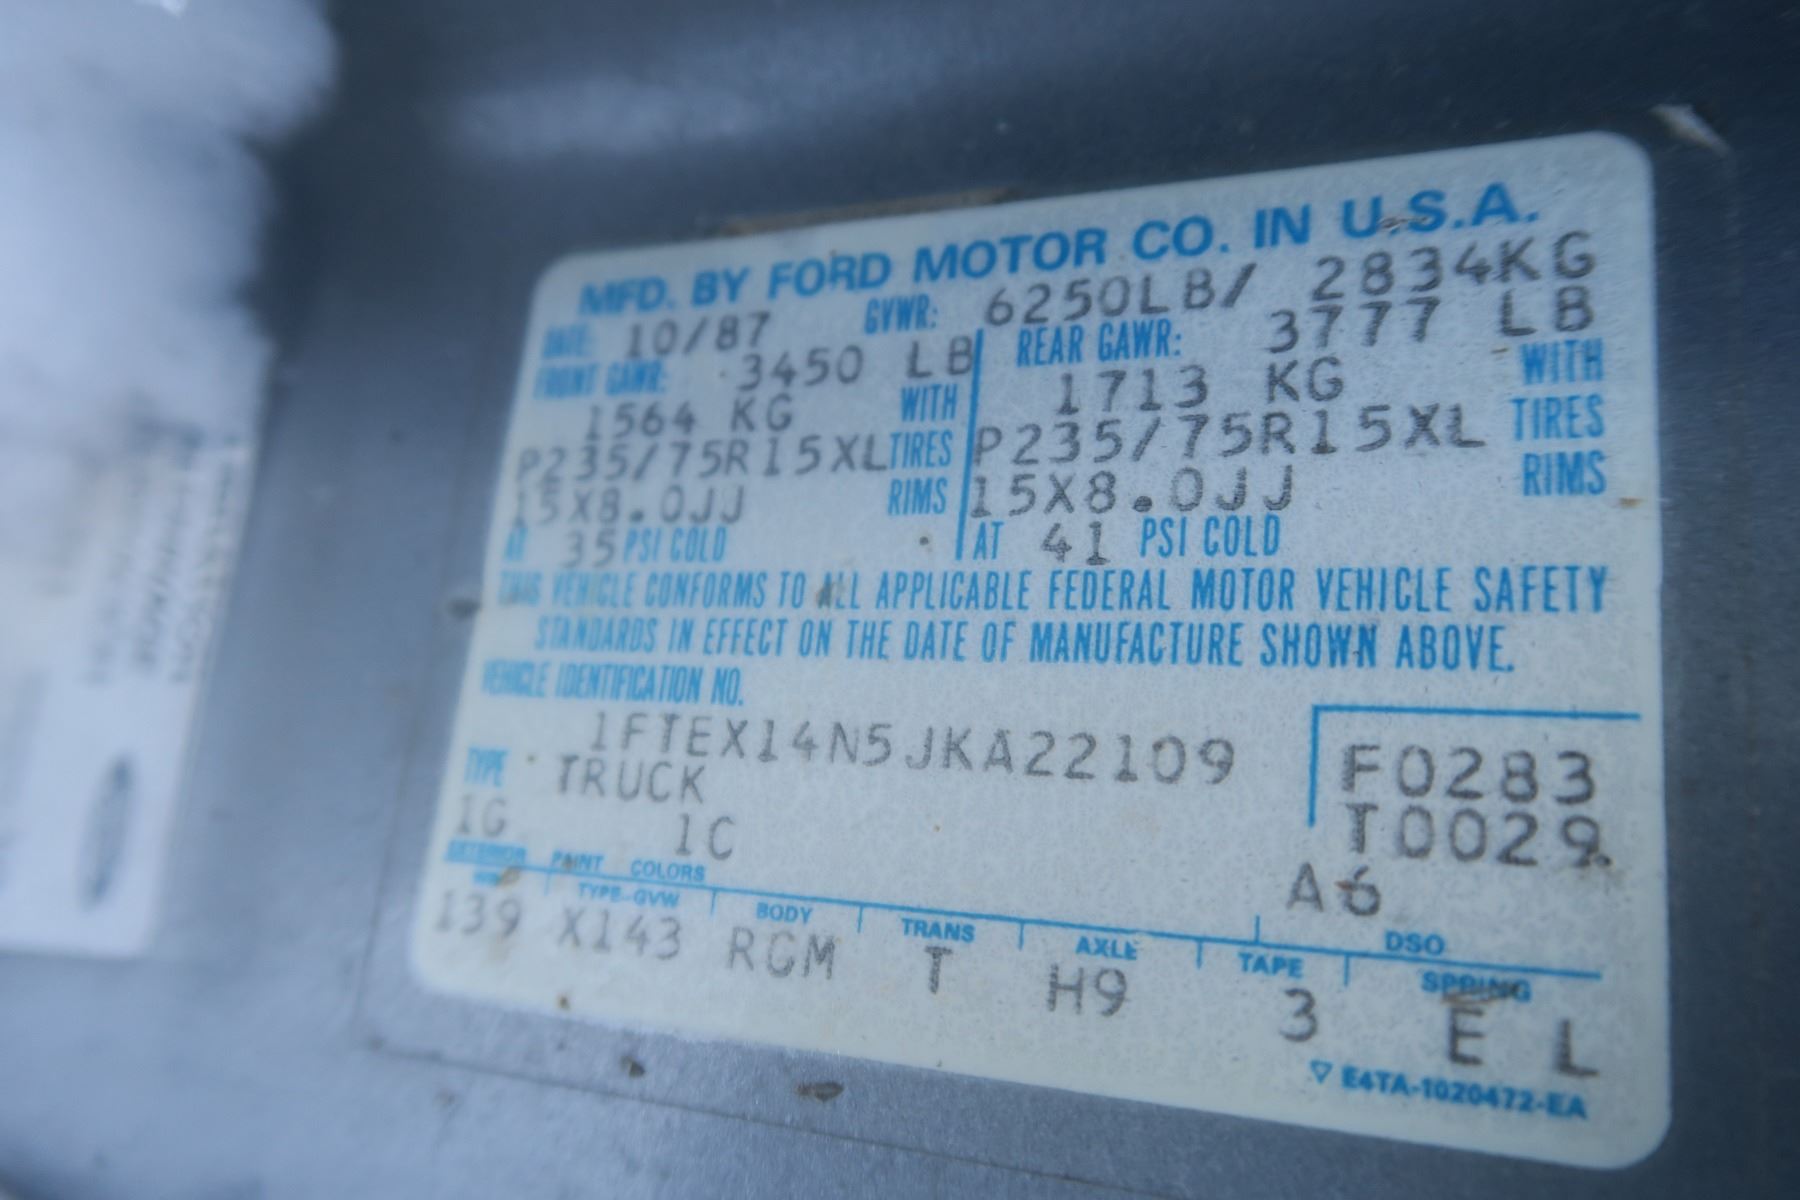 MFD. BY FORD MOTOR CO. IN U.S.A.
DATE: 10/87 GVWR: 6250LB/ 2834KG
FRONT GAWR: 3450 LB REAR GAWR: 3777 LB
1564 KG WITH 1713 KG WITH
P235/75R15XL TIRES P235/75R15XL TIRES
15X8.0JJ RIMS 15X8.0JJ RIMS
AT 35 PSI COLD AT 41 PSI COLD
THIS VEHICLE CONFORMS TO ALL APPLICABLE FEDERAL MOTOR VEHICLE SAFETY
STANDARDS IN EFFECT ON THE DATE OF MANUFACTURE SHOWN ABOVE.
VEHICLE IDENTIFICATION NO.
1FTEX14N5JKA22109 F0283
TYPE TRUCK T0029
1G 1C A6
EXTERIOR PAINT COLORS DSO
WB TYPE-GVW BODY TRANS AXLE TAPE SPRING
139 X143 RGM T H9 3 E L
E4TA-1020472-EA